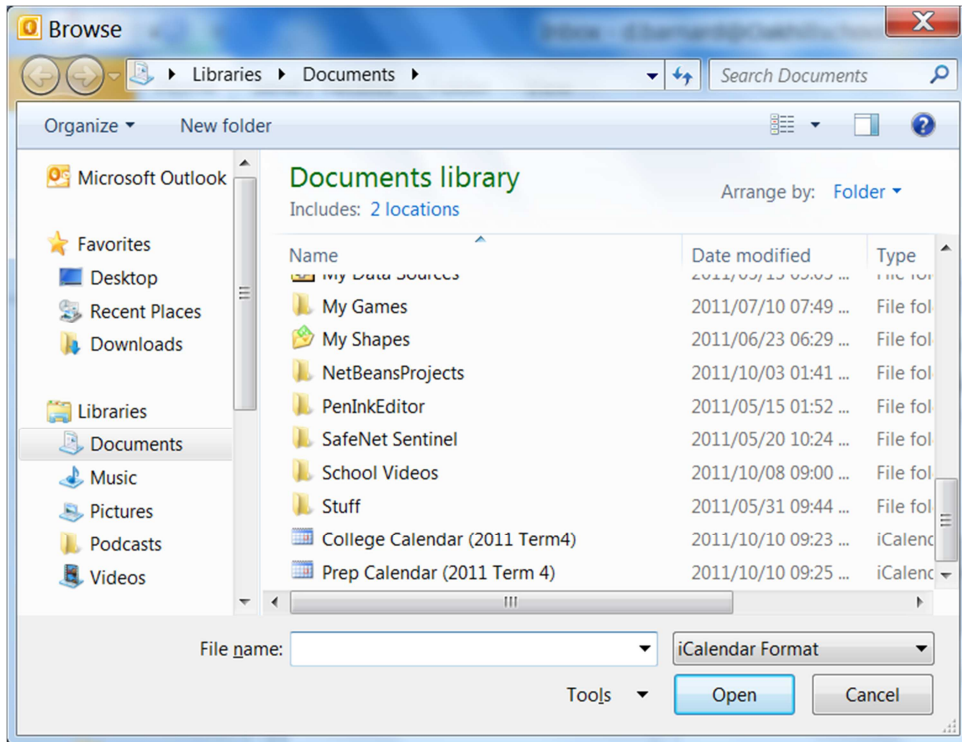 Browse
Libraries Documents
Search Documents
Organize
New folder
Microsoft Outlook
Favorites
Desktop
Recent Places
Downloads
Libraries
Documents
Music
Pictures
Podcasts
Videos
Documents library
Includes: 2 locations
Arrange by: Folder
Name Date modified Type
My Data Sources
My Games 2011/07/10 07:49 ... File fol
My Shapes 2011/06/23 06:29 ... File fol
NetBeansProjects 2011/10/03 01:41 ... File fol
PenInkEditor 2011/05/15 01:52 ... File fol
SafeNet Sentinel 2011/05/20 10:24 ... File fol
School Videos 2011/10/08 09:00 ... File fol
Stuff 2011/05/31 09:44 ... File fol
College Calendar (2011 Term4) 2011/10/10 09:23 ... iCalend
Prep Calendar (2011 Term 4) 2011/10/10 09:25 ... iCalend
File name:
iCalendar Format
Tools
Open
Cancel